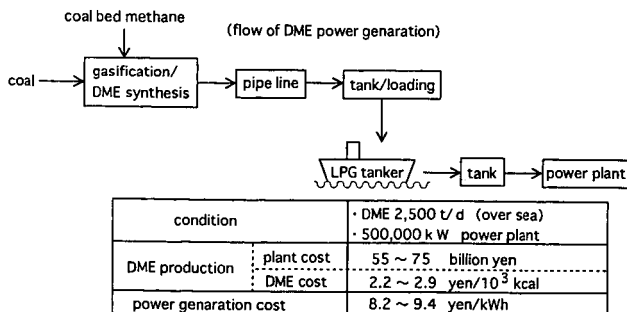 coal bed methane
(flow of DME power genaration)
coal
gasification/
DME synthesis
pipe line
tank/loading
LPG tanker
tank
power plant
condition
・DME 2,500 t/d (over sea)
・500,000 kW power plant
DME production
plant cost
55 ~ 75 billion yen
DME cost
2.2 ~ 2.9 yen/10³ kcal
power genaration cost
8.2 ~ 9.4 yen/kWh